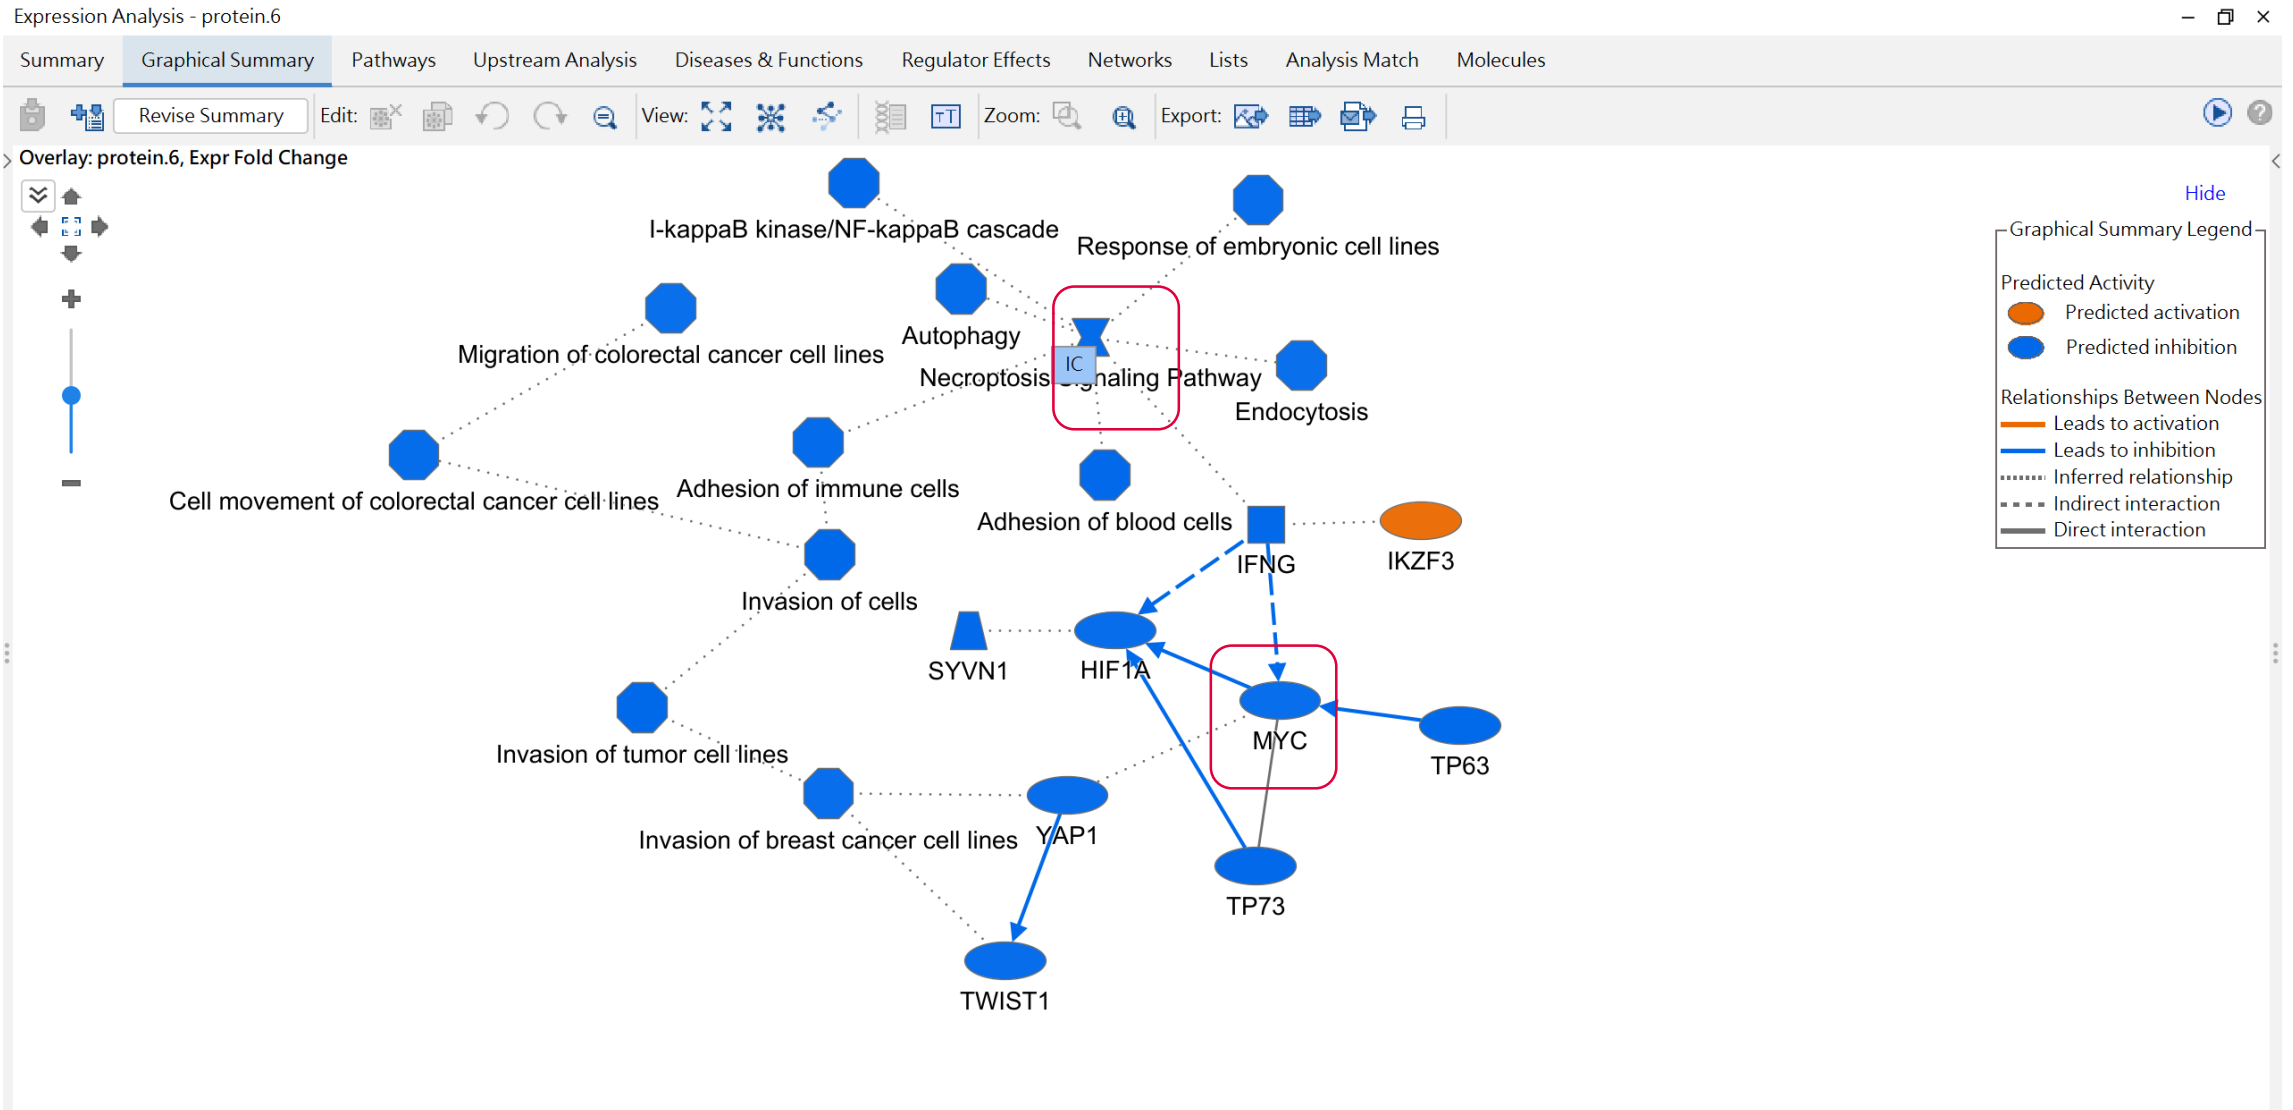 Expression Analysis - protein.6
Summary Graphical Summary Pathways Upstream Analysis Diseases & Functions Regulator Effects Networks Lists Analysis Match Molecules
Revise Summary Edit: View: TT Zoom: Export: ?
Overlay: protein.6, Expr Fold Change
Hide
I-kappaB kinase/NF-kappaB cascade
Response of embryonic cell lines
Autophagy
Migration of colorectal cancer cell lines
IC
Necroptosis Signaling Pathway
Endocytosis
Adhesion of immune cells
Cell movement of colorectal cancer cell lines
Adhesion of blood cells
IFNG
IKZF3
Invasion of cells
SYVN1
HIF1A
MYC
Invasion of tumor cell lines
TP63
YAP1
Invasion of breast cancer cell lines
TP73
TWIST1
Graphical Summary Legend
Predicted Activity
Predicted activation
Predicted inhibition
Relationships Between Nodes
Leads to activation
Leads to inhibition
Inferred relationship
Indirect interaction
Direct interaction